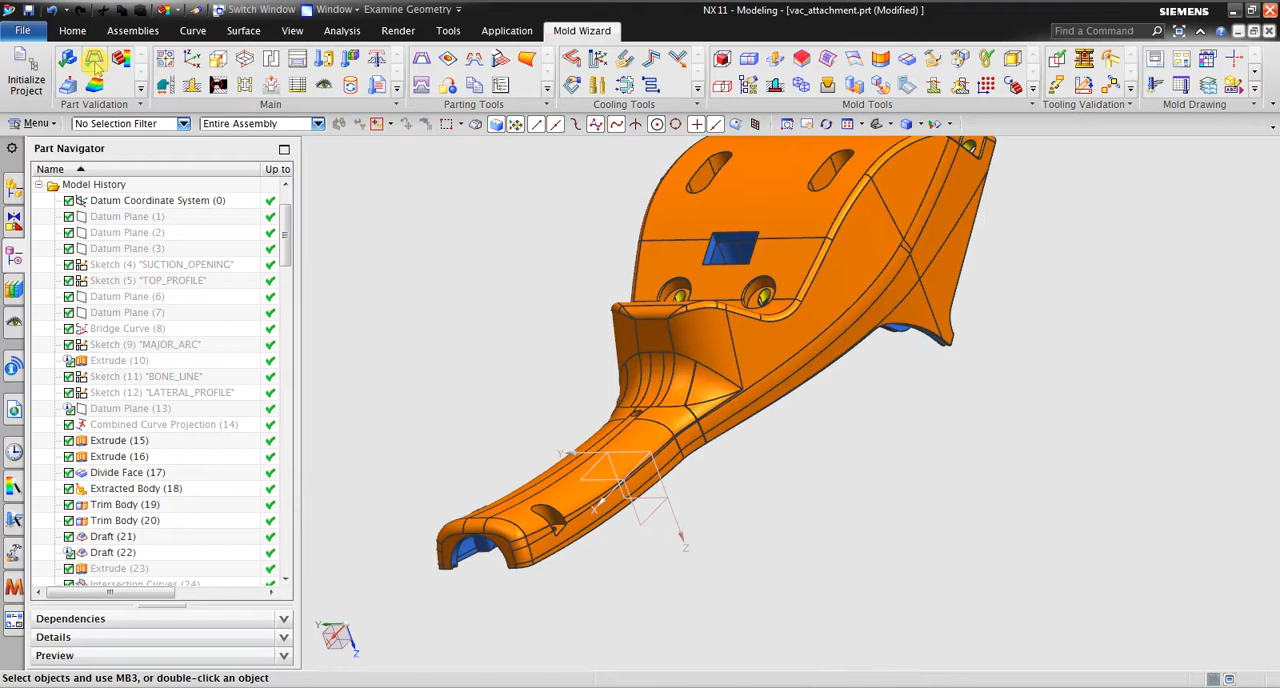 Switch Window
Window
Examine Geometry
NX 11 - Modeling - [vac_attachment.prt (Modified) ]
SIEMENS
File
Home
Assemblies
Curve
Surface
View
Analysis
Render
Tools
Application
Mold Wizard
Find a Command
Initialize
Project
Part Validation
Main
Parting Tools
Cooling Tools
Mold Tools
Tooling Validation
Mold Drawing
Menu
No Selection Filter
Entire Assembly
Part Navigator
Name
Up to
Model History
Datum Coordinate System (0)
Datum Plane (1)
Datum Plane (2)
Datum Plane (3)
Sketch (4) "SUCTION_OPENING"
Sketch (5) "TOP_PROFILE"
Datum Plane (6)
Datum Plane (7)
Bridge Curve (8)
Sketch (9) "MAJOR_ARC"
Extrude (10)
Sketch (11) "BONE_LINE"
Sketch (12) "LATERAL_PROFILE"
Datum Plane (13)
Combined Curve Projection (14)
Extrude (15)
Extrude (16)
Divide Face (17)
Extracted Body (18)
Trim Body (19)
Trim Body (20)
Draft (21)
Draft (22)
Extrude (23)
Intersection Curves (24)
Dependencies
Details
Preview
Y
X
Z
Y
Z
Select objects and use MB3, or double-click an object